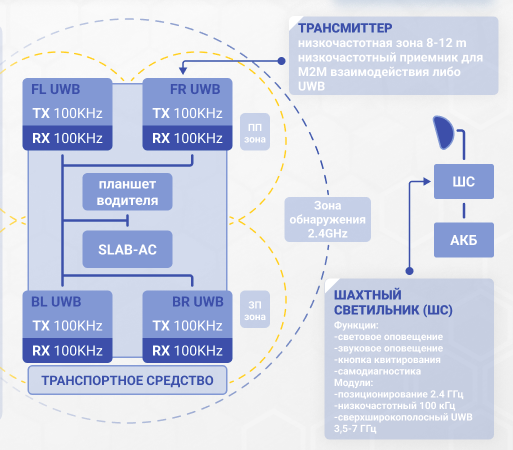 ТРАНСМИТТЕР
низкочастотная зона 8-12 m
низкочастотный приемник для
M2M взаимодействия либо
UWB
FL UWB
TX 100KHz
RX 100KHz
FR UWB
TX 100KHz
RX 100KHz
ПП
зона
планшет
водителя
SLAB-AC
Зона
обнаружения
2.4GHz
ШС
АКБ
BL UWB
TX 100KHz
RX 100KHz
BR UWB
TX 100KHz
RX 100KHz
ЗП
зона
ТРАНСПОРТНОЕ СРЕДСТВО
ШАХТНЫЙ
СВЕТИЛЬНИК (ШС)
Функции:
-световое оповещение
-звуковое оповещение
-кнопка квитирования
-самодиагностика
Модули:
-позиционирование 2.4 ГГц
-низкочастотный 100 кГц
-сверхширокополосный UWB
3,5-7 ГГц